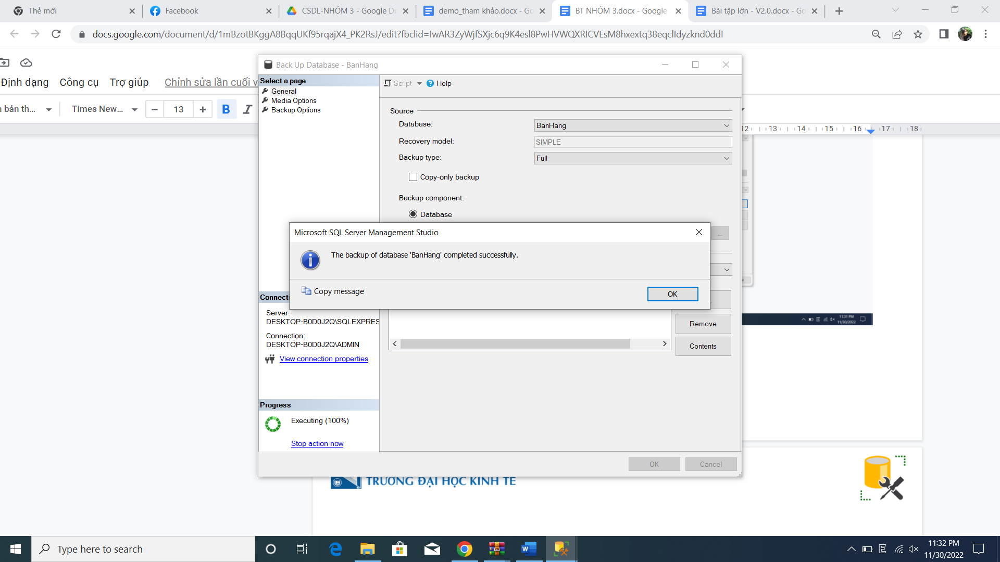 Thẻ mới
Facebook
CSDL-NHÓM 3 - Google Dr
demo_tham khảo.docx - Go
BT NHÓM 3.docx - Google
Bài tập lớn - V2.0.docx - Go
docs.google.com/document/d/1mBzotBKggA8BqqUKf95rqajX4_PK2RsJ/edit?fbclid=IwAR3ZyWjfSXjc6q9K4esl8PwHVWQXRlCVEsM8hxextq38eqclIdyzknd0ddI
Định dạng
Công cụ
Trợ giúp
Chỉnh sửa lần cuối v
bản th...
Times New...
13
B
I
12
13
14
15
16
17
18
Back Up Database - BanHang
Select a page
General
Media Options
Backup Options
Script
Help
Source
Database:
BanHang
Recovery model:
SIMPLE
Backup type:
Full
Copy-only backup
Backup component:
Database
...
Microsoft SQL Server Management Studio
The backup of database 'BanHang' completed successfully.
Copy message
OK
Connecti
Server:
DESKTOP-B0D0J2Q\SQLEXPRES
Connection:
DESKTOP-B0D0J2Q\ADMIN
View connection properties
Remove
Contents
Progress
Executing (100%)
Stop action now
OK
Cancel
11:31 PM
11/30/2022
TRƯỜNG ĐẠI HỌC KINH TẾ
Type here to search
11:32 PM
11/30/2022